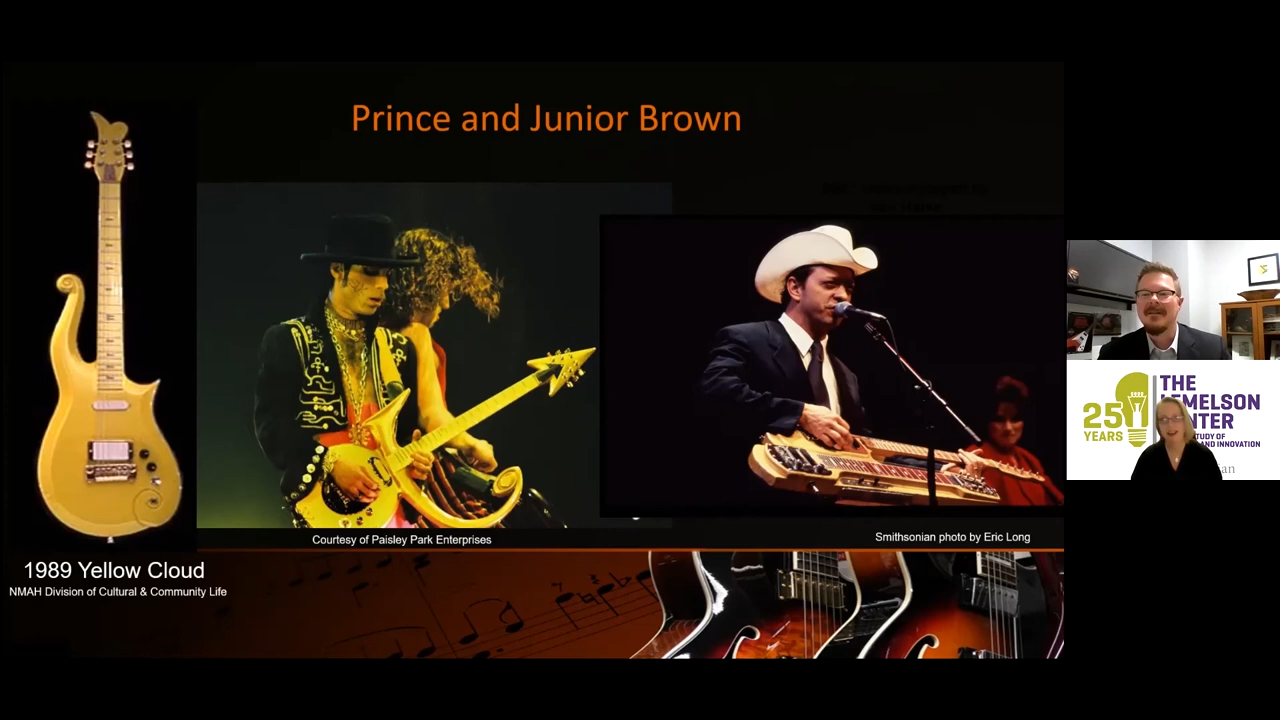 Prince and Junior Brown
Courtesy of Paisley Park Enterprises
Smithsonian photo by Eric Long
1989 Yellow Cloud
NMAH Division of Cultural & Community Life
25
YEARS
THE
LEMELSON
CENTER
STUDY OF
AND INNOVATION